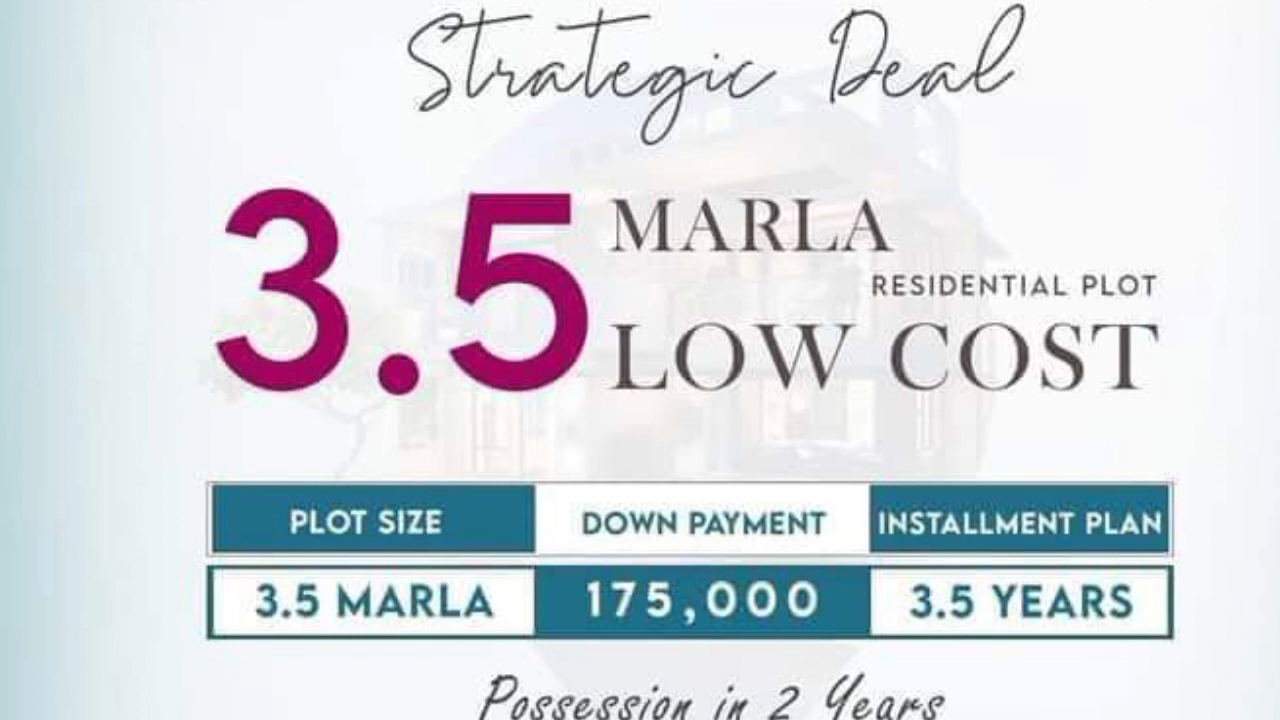 Strategic Deal
3.5 MARLA
RESIDENTIAL PLOT
LOW COST
PLOT SIZE DOWN PAYMENT INSTALLMENT PLAN
3.5 MARLA 175,000 3.5 YEARS
Possession in 2 Years